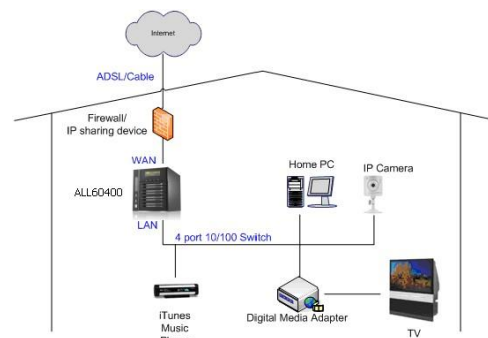 Internet
ADSL/Cable
Firewall/
IP sharing device
WAN
Home PC
IP Camera
ALL60400
LAN
4 port 10/100 Switch
iTunes
Music
Digital Media Adapter
TV